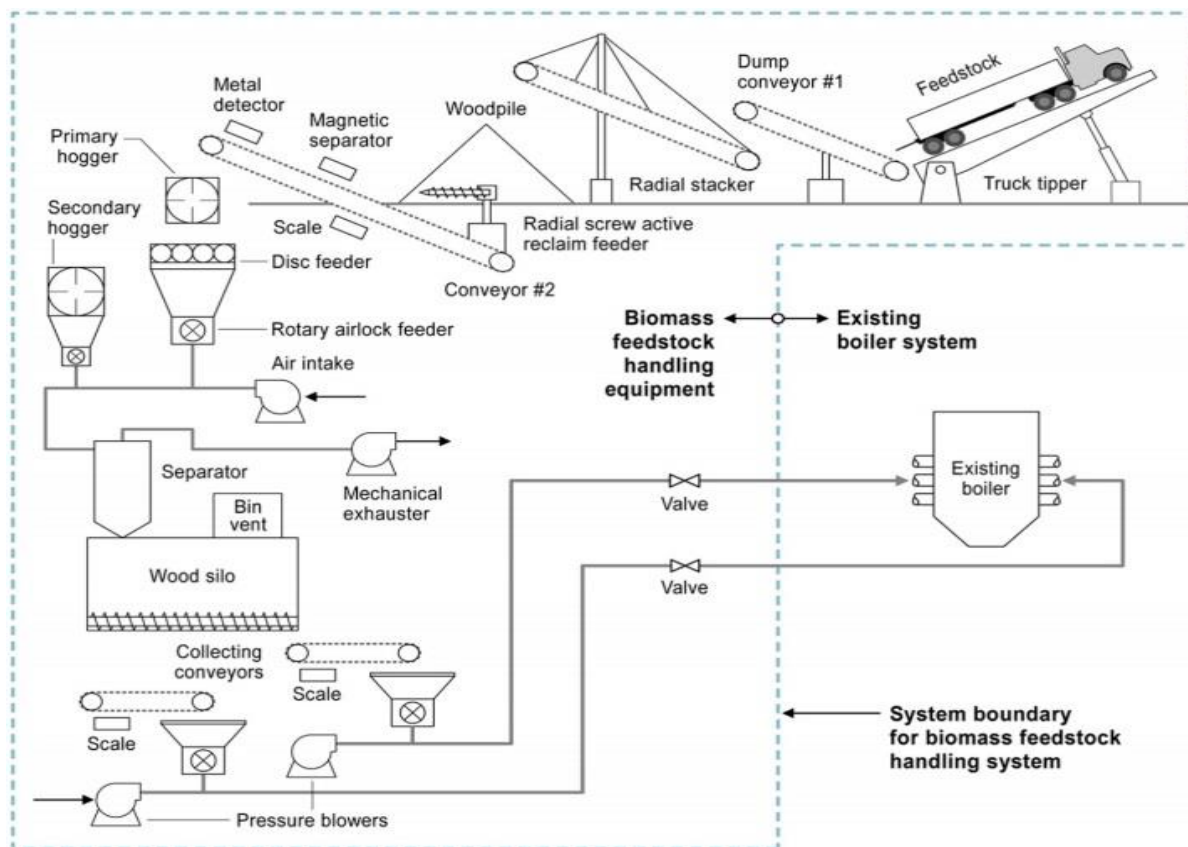 Metal
detector
Primary
hogger
Magnetic
separator
Woodpile
Dump
conveyor #1
Feedstock
Secondary
hogger
Scale
Radial stacker
Truck tipper
Radial screw active
reclaim feeder
Disc feeder
Conveyor #2
Rotary airlock feeder
Air intake
Biomass
feedstock
handling
equipment
Existing
boiler system
Separator
Mechanical
exhauster
Bin
vent
Valve
Existing
boiler
Wood silo
Valve
Collecting
conveyors
Scale
Scale
Pressure blowers
System boundary
for biomass feedstock
handling system